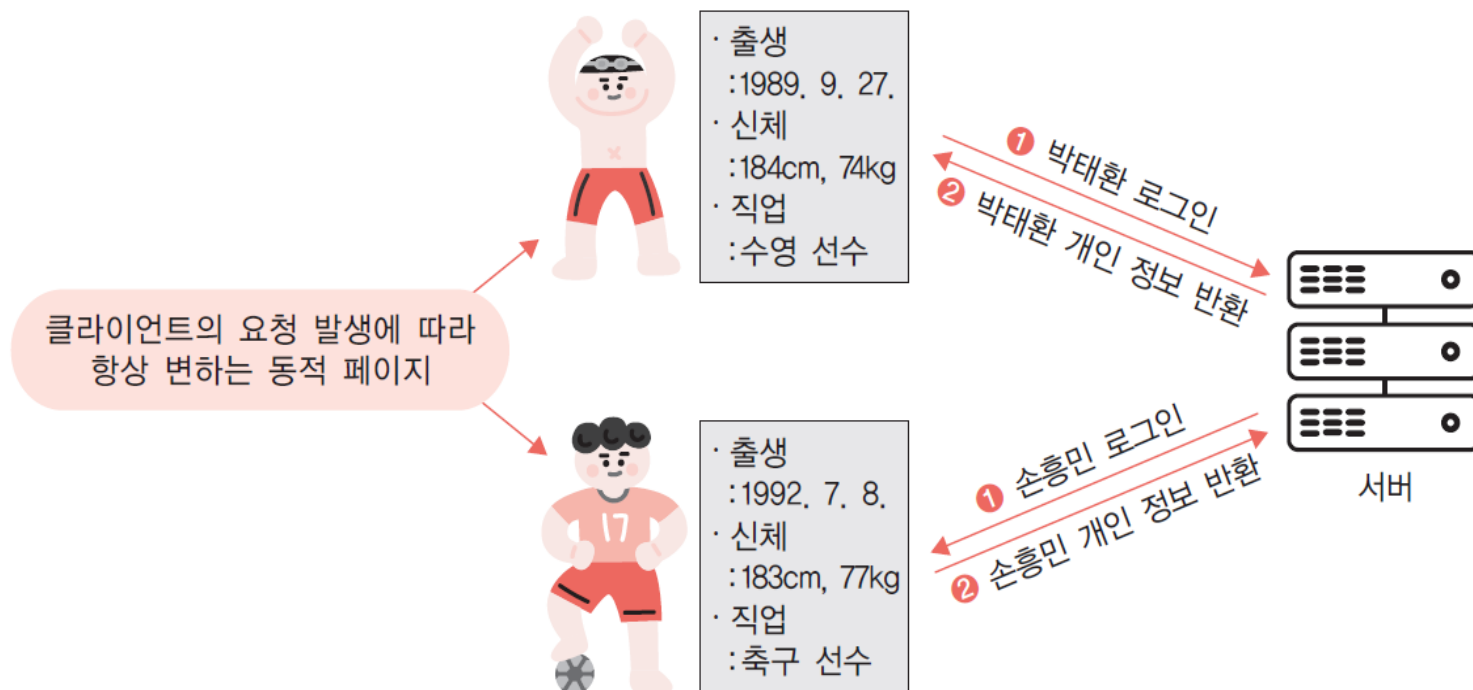 클라이언트의 요청 발생에 따라
항상 변하는 동적 페이지
· 출생
:1989. 9. 27.
· 신체
:184cm, 74kg
· 직업
:수영 선수
❶ 박태환 로그인
❷ 박태환 개인 정보 반환
17
· 출생
:1992. 7. 8.
· 신체
:183cm, 77kg
· 직업
:축구 선수
❶ 손흥민 로그인
❷ 손흥민 개인 정보 반환
서버